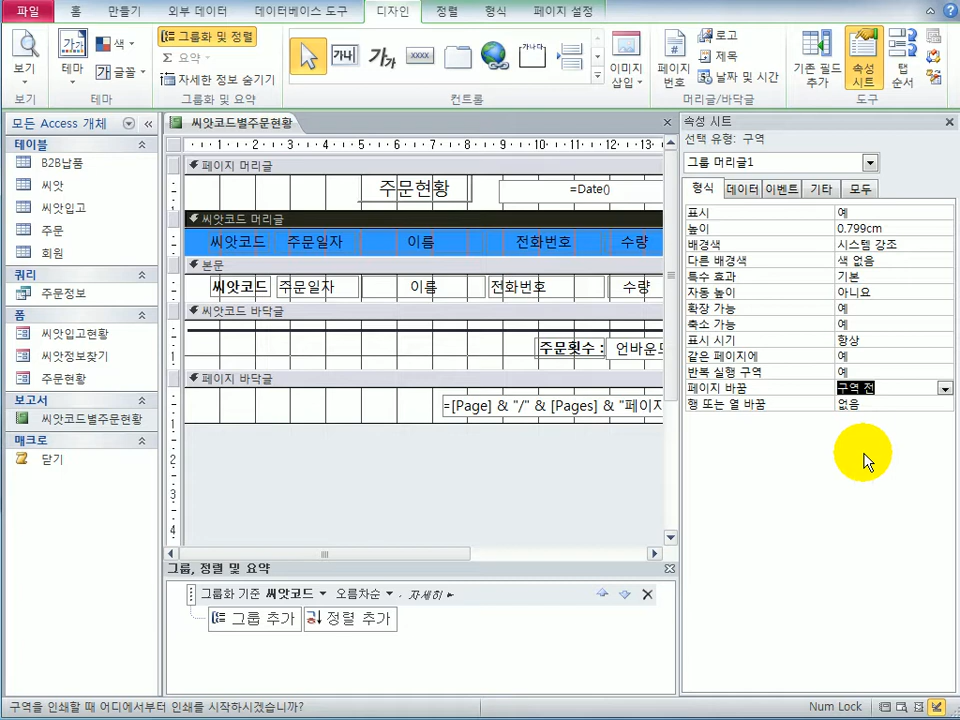 파일 홈 만들기 외부 데이터 데이터베이스 도구 디자인 정렬 형식 페이지 설정
보기
보기
테마
색
글꼴
테마
그룹화 및 정렬
요약
자세한 정보 숨기기
그룹화 및 요약
가나
가가
XXXX
가나다
컨트롤
이미지 삽입
페이지 번호
로고
제목
날짜 및 시간
머리글/바닥글
기존 필드 추가
속성 시트
탭 순서
도구
모든 Access 개체
테이블
B2B납품
씨앗
씨앗입고
주문
회원
쿼리
주문정보
폼
씨앗입고현황
씨앗정보찾기
주문현황
보고서
씨앗코드별주문현황
매크로
닫기
씨앗코드별주문현황
1 2 3 4 5 6 7 8 9 10 11 12 13
페이지 머리글
주문현황 =Date()
씨앗코드 머리글
씨앗코드 주문일자 이름 전화번호 수량
본문
씨앗코드 주문일자 이름 전화번호 수량
씨앗코드 바닥글
주문횟수 : 언바운드
페이지 바닥글
=[Page] & "/" & [Pages] & "페이지
그룹, 정렬 및 요약
그룹화 기준 씨앗코드 오름차순 , 자세히
그룹 추가 정렬 추가
속성 시트
선택 유형: 구역
그룹 머리글1
형식 데이터 이벤트 기타 모두
표시 예
높이 0.799cm
배경색 시스템 강조
다른 배경색 색 없음
특수 효과 기본
자동 높이 아니요
확장 가능 예
축소 가능 예
표시 시기 항상
같은 페이지에 예
반복 실행 구역 예
페이지 바꿈 구역 전
행 또는 열 바꿈 없음
구역을 인쇄할 때 어디에서부터 인쇄를 시작하시겠습니까? Num Lock